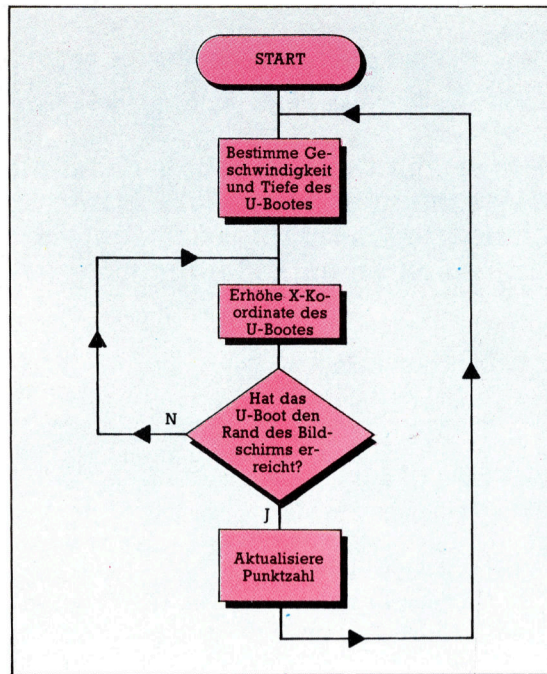 START
Bestimme Ge-
schwindigkeit
und Tiefe des
U-Bootes
Erhöhe X-Ko-
ordinate des
U-Bootes
Hat das
U-Boot den
Rand des Bild-
schirms er-
reicht?
N
J
Aktualisiere
Punktzahl